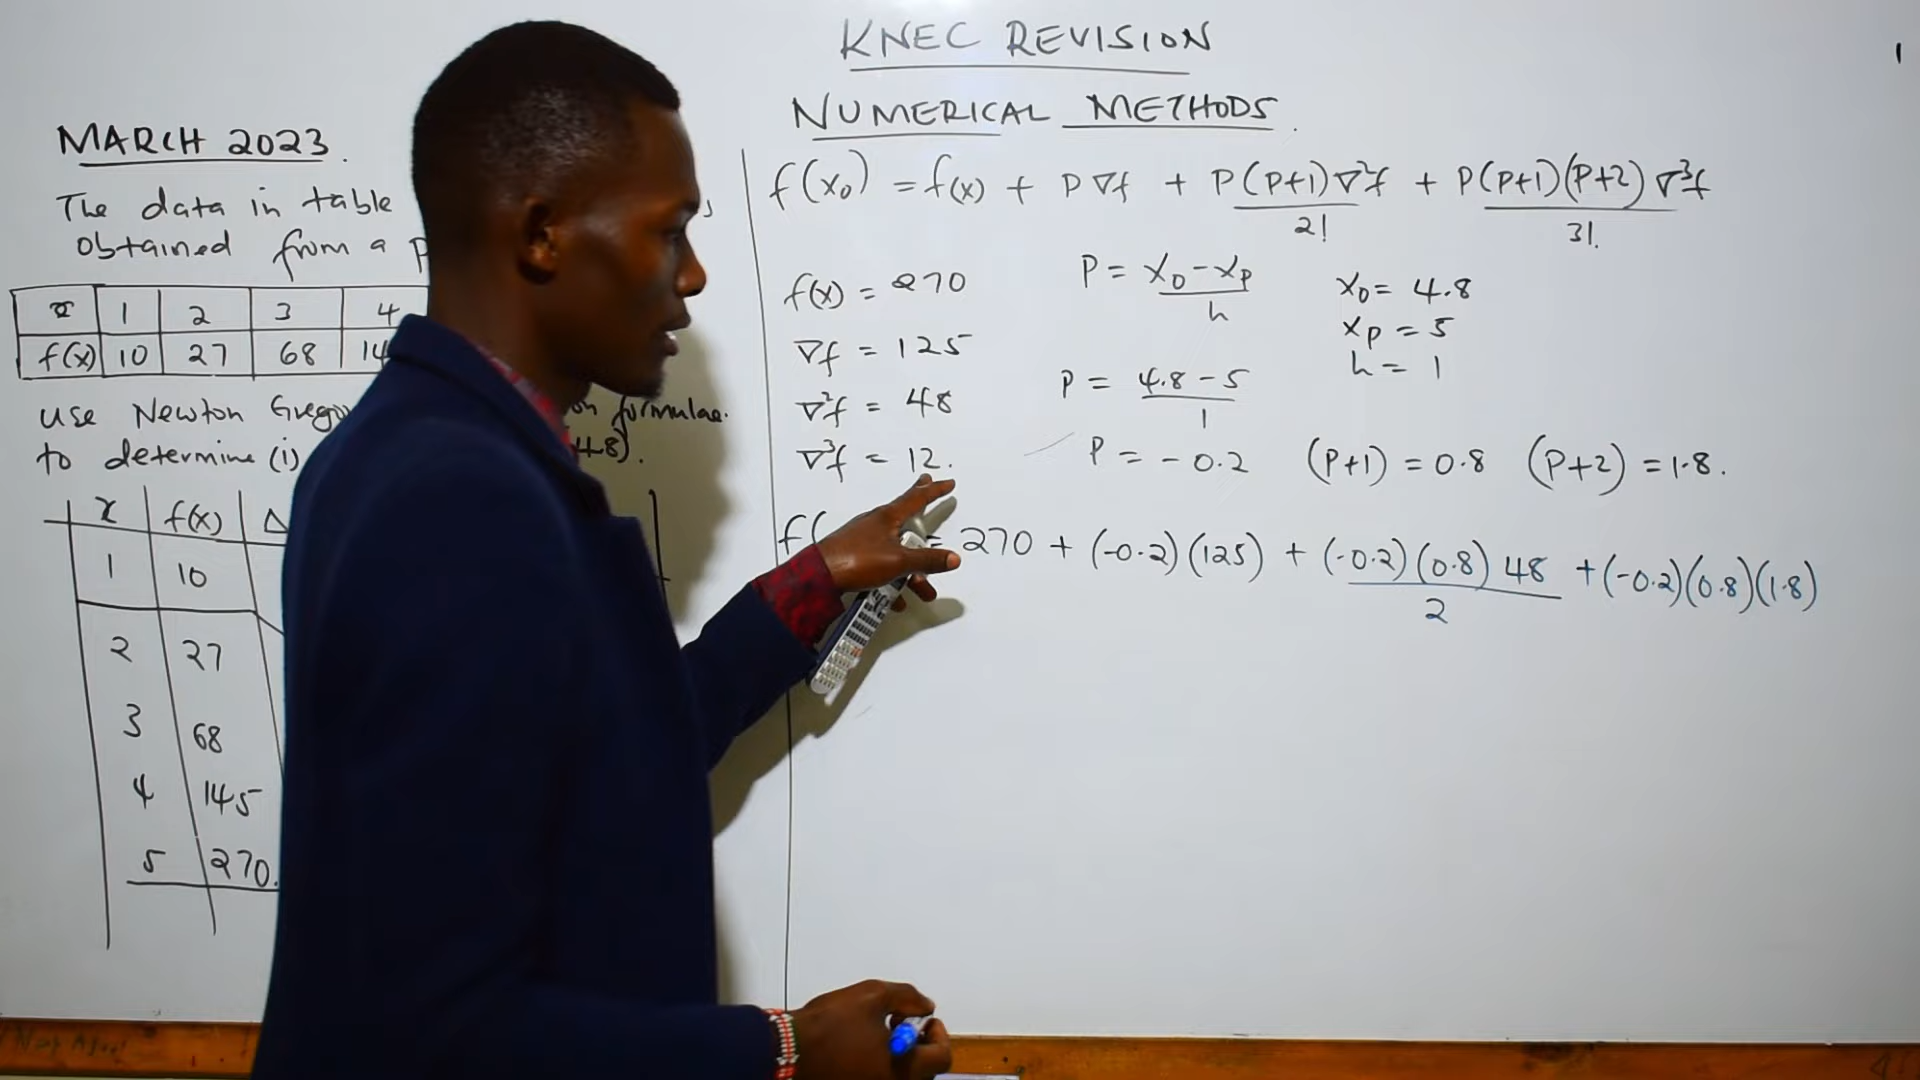 KNEC REVISION
NUMERICAL METHODS.
MARCH 2023.
The data in table
obtained from a
x 1 2 3 4
f(x) 10 27 68 14
Use Newton formulae.
to determine (i) 4.8).
x f(x) Δ
1 10
2 27
3 68
4 145
5 270.
f(x₀) = f(x) + P∇f + P(P+1)∇²f/2! + P(P+1)(P+2)∇³f/3!
f(x) = 270
∇f = 125
∇²f = 48
∇³f = 12.
P = x₀-xₚ/h
P = 4.8-5/1
P = -0.2 (P+1) = 0.8 (P+2) = 1.8.
x₀ = 4.8
xₚ = 5
h = 1
f( = 270 + (-0.2)(125) + (-0.2)(0.8) 48/2 + (-0.2)(0.8)(1.8)